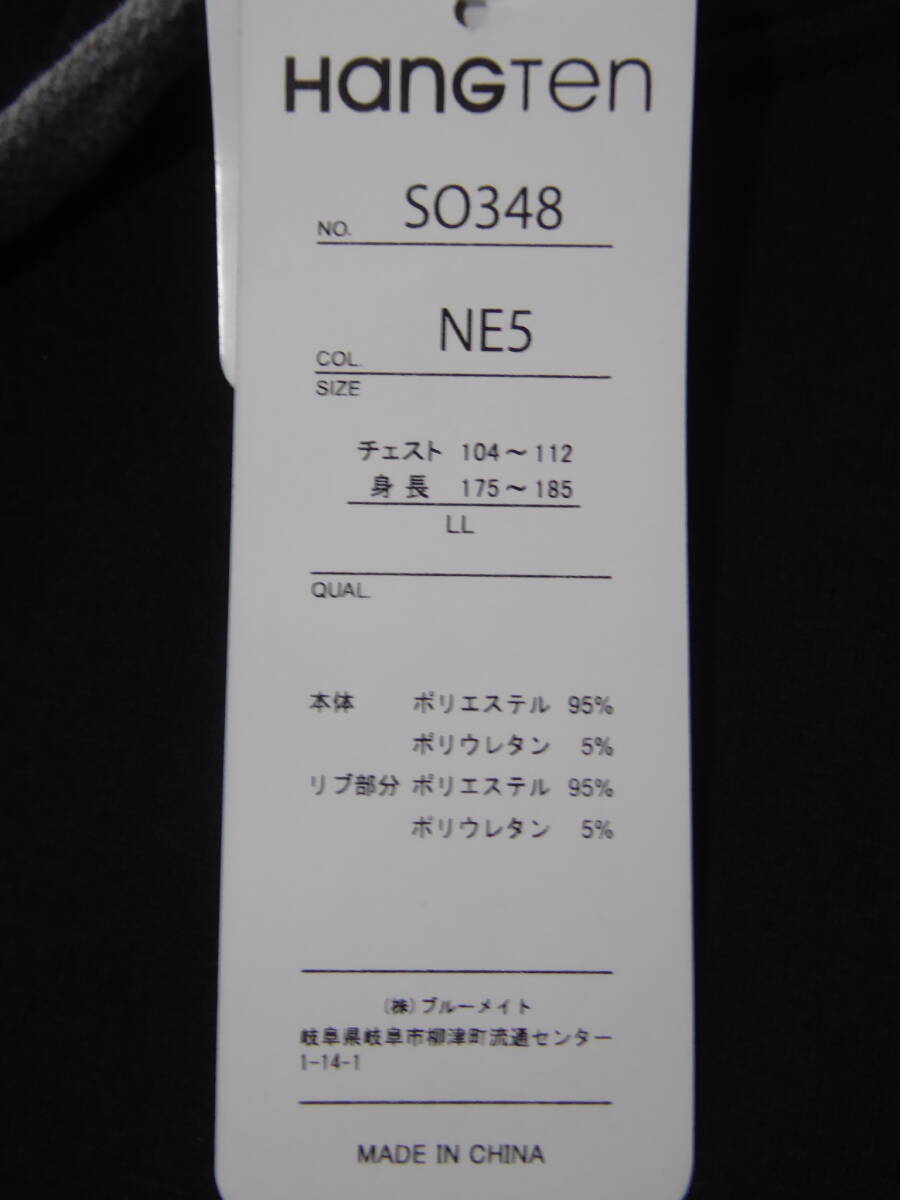 HANGTEN
NO. SO348
COL. NE5
SIZE
チェスト 104～112
身長 175～185
LL
QUAL.
本体 ポリエステル 95%
ポリウレタン 5%
リブ部分 ポリエステル 95%
ポリウレタン 5%
(株)ブルーメイト
岐阜県岐阜市柳津町流通センター
1-14-1
MADE IN CHINA